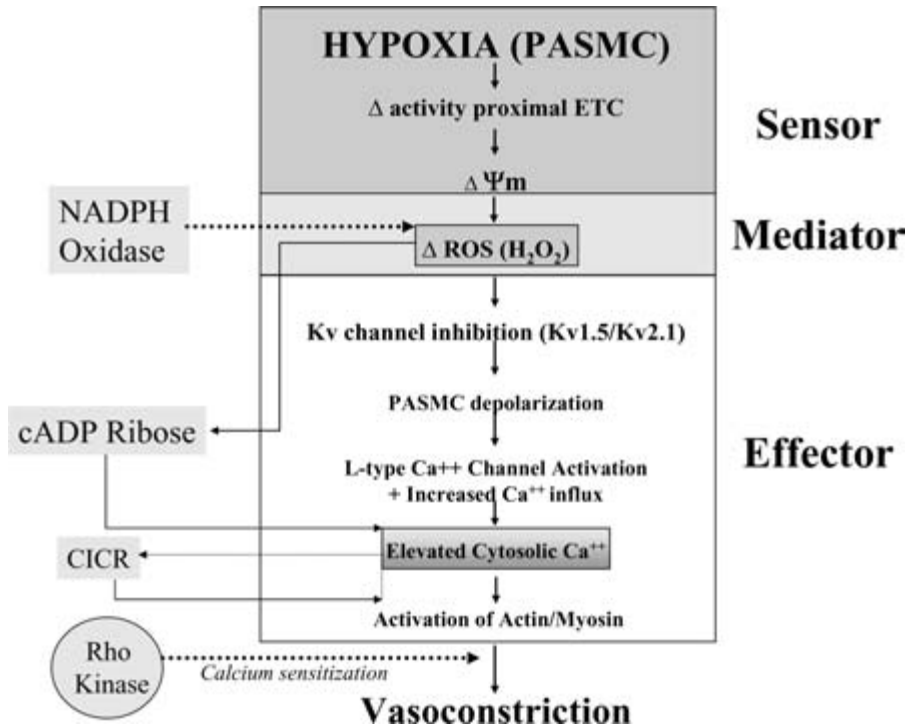 HYPOXIA (PASMC)
Δ activity proximal ETC
Sensor
Δ Ψm
NADPH
Oxidase
Mediator
Δ ROS (H₂O₂)
Kv channel inhibition (Kv1.5/Kv2.1)
PASMC depolarization
cADP Ribose
Effector
L-type Ca++ Channel Activation
+ Increased Ca⁺⁺ influx
CICR
Elevated Cytosolic Ca⁺⁺
Activation of Actin/Myosin
Rho
Kinase
Calcium sensitization
Vasoconstriction